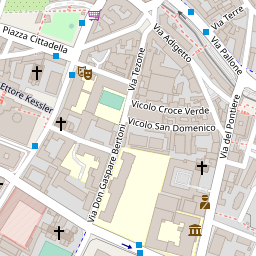 Piazza Cittadella
Via Tezone
Via Adigetto
Via Terre
Via Pallone
Ettore Kessler
Vicolo Croce Verde
Vicolo San Domenico
Via del Pontiere
Via Don Gaspare Bertoni